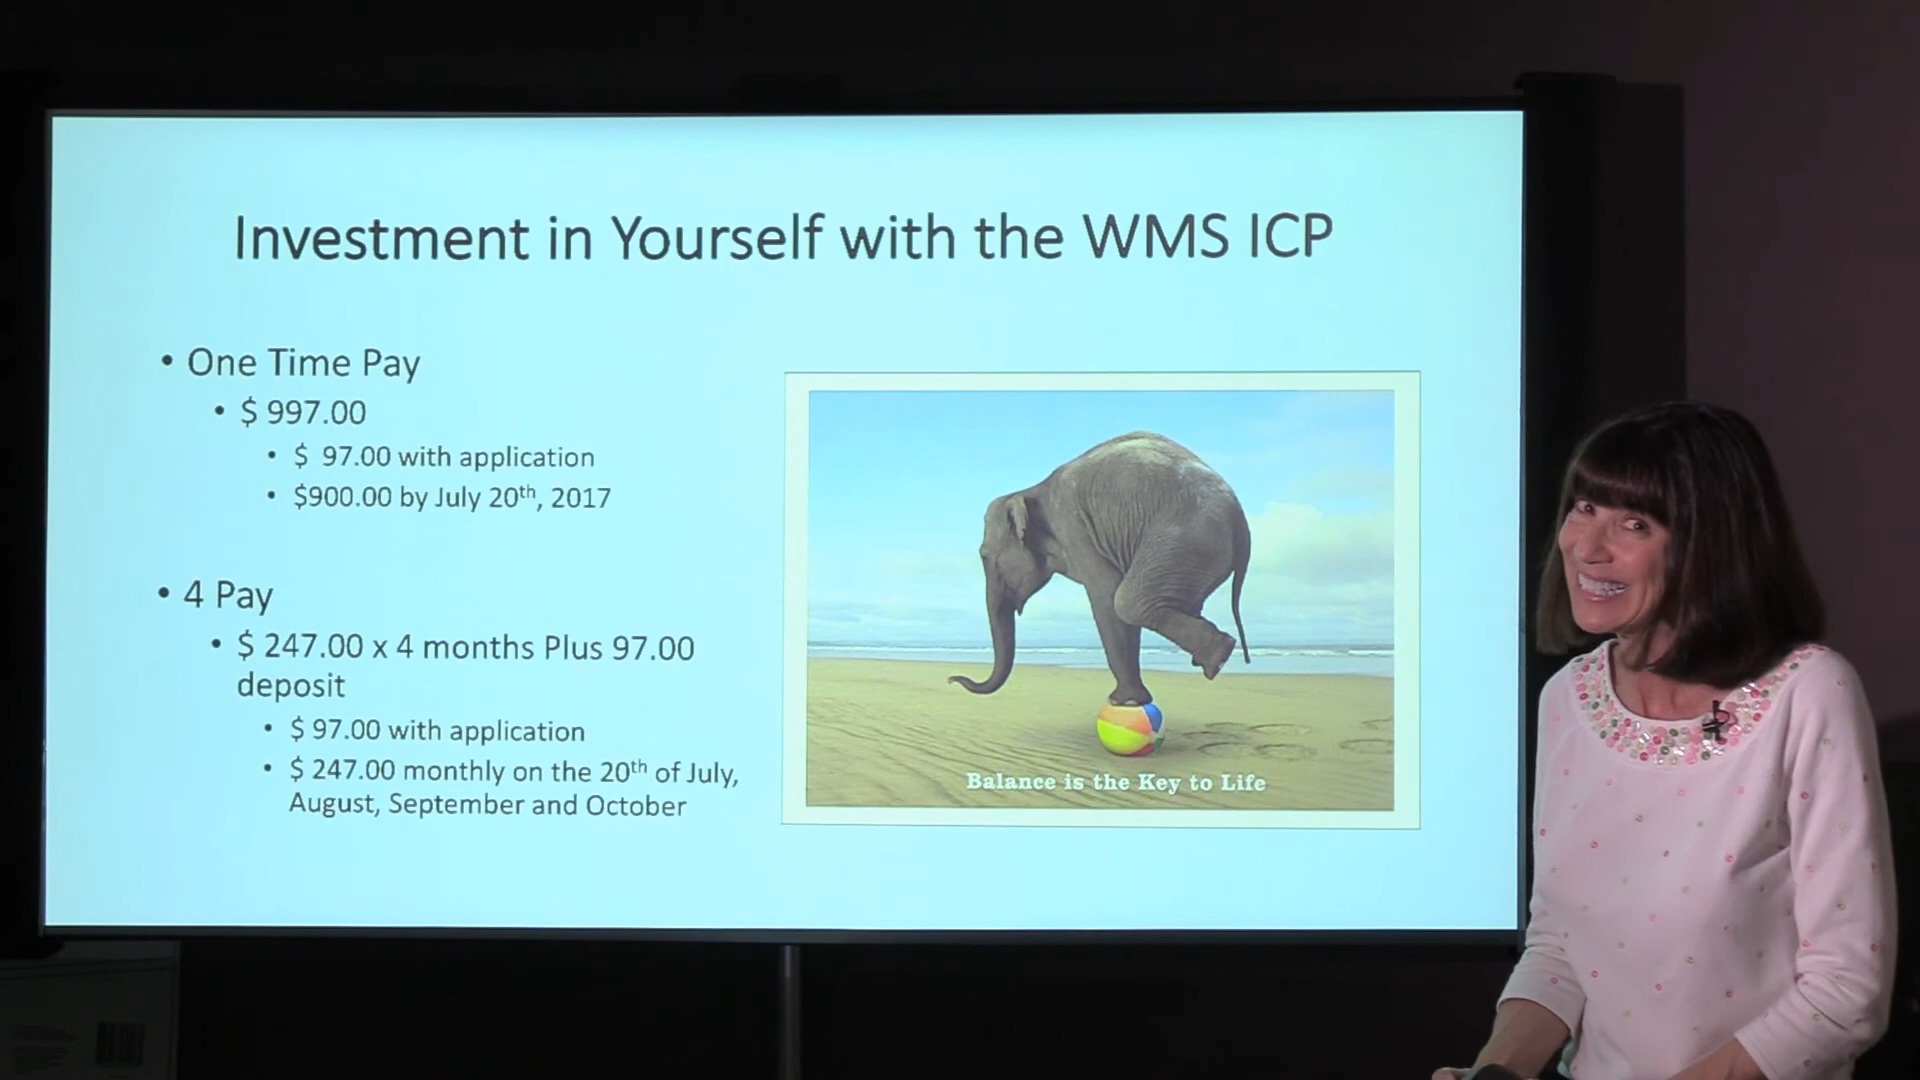 Investment in Yourself with the WMS ICP
• One Time Pay
• $ 997.00
• $  97.00 with application
• $900.00 by July 20th, 2017
• 4 Pay
• $ 247.00 x 4 months Plus 97.00
deposit
• $ 97.00 with application
• $ 247.00 monthly on the 20th of July,
August, September and October
Balance is the Key to Life